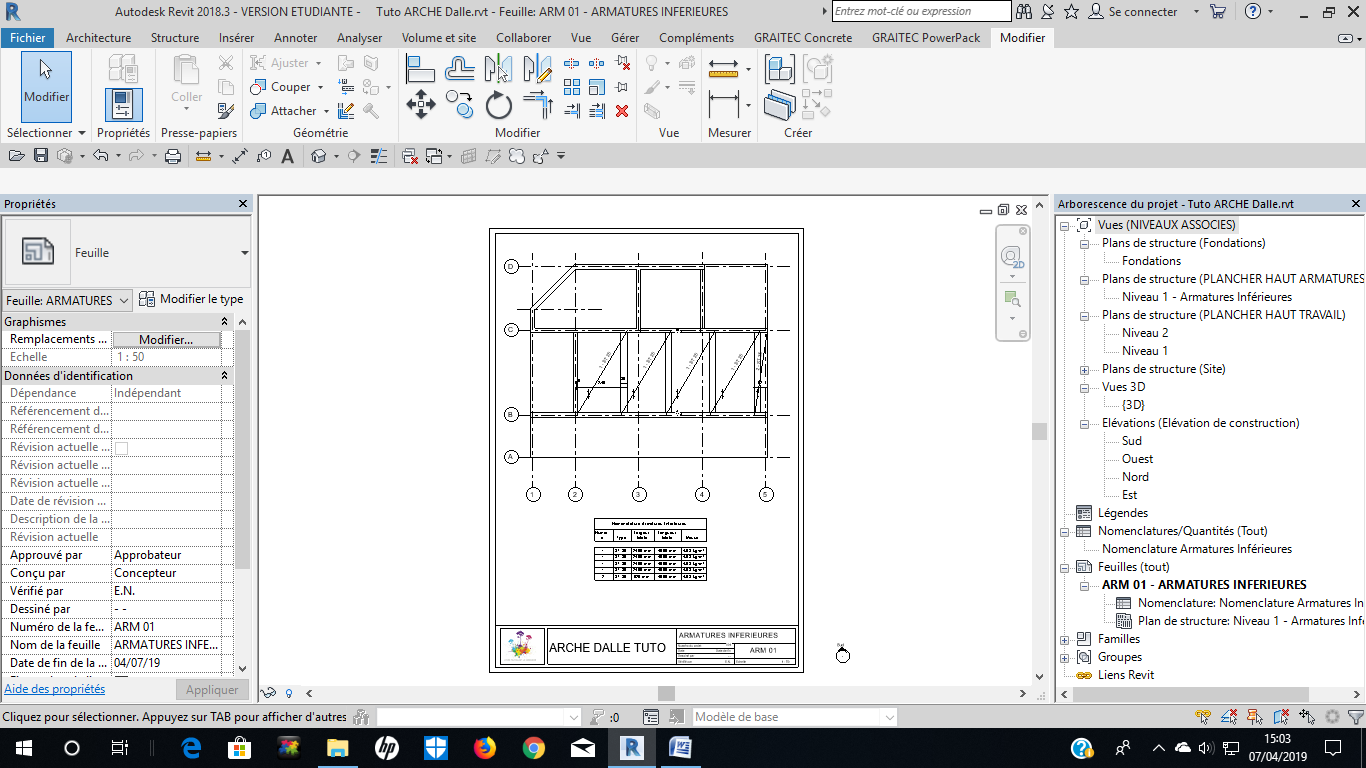 Autodesk Revit 2018.3 - VERSION ETUDIANTE - Tuto ARCHE Dalle.rvt - Feuille: ARM 01 - ARMATURES INFERIEURES
Entrez mot-clé ou expression
Se connecter
Fichier Architecture Structure Insérer Annoter Analyser Volume et site Collaborer Vue Gérer Compléments GRAITEC Concrete GRAITEC PowerPack Modifier
Modifier
Coller
Ajuster
Couper
Attacher
Sélectionner Propriétés Presse-papiers Géométrie Modifier Vue Mesurer Créer
Propriétés
Feuille
Feuille: ARMATURES
Modifier le type
Graphismes
Remplacements ... Modifier...
Echelle 1 : 50
Données d'identification
Dépendance Indépendant
Référencement d...
Référencement d...
Révision actuelle ...
Révision actuelle ...
Révision actuelle ...
Date de révision ...
Description de la ...
Révision actuelle
Approuvé par Approbateur
Conçu par Concepteur
Vérifié par E.N.
Dessiné par - -
Numéro de la fe... ARM 01
Nom de la feuille ARMATURES INFE...
Date de fin de la ... 04/07/19
Aide des propriétés
Appliquer
2D
D
C
B
A
1 2 3 4 5
ARCHE DALLE TUTO
ARMATURES INFERIEURES
ARM 01
Arborescence du projet - Tuto ARCHE Dalle.rvt
Vues (NIVEAUX ASSOCIES)
Plans de structure (Fondations)
Fondations
Plans de structure (PLANCHER HAUT ARMATURES
Niveau 1 - Armatures Inférieures
Plans de structure (PLANCHER HAUT TRAVAIL)
Niveau 2
Niveau 1
Plans de structure (Site)
Vues 3D
{3D}
Elévations (Elévation de construction)
Sud
Ouest
Nord
Est
Légendes
Nomenclatures/Quantités (Tout)
Nomenclature Armatures Inférieures
Feuilles (tout)
ARM 01 - ARMATURES INFERIEURES
Nomenclature: Nomenclature Armatures In
Plan de structure: Niveau 1 - Armatures Infé
Familles
Groupes
Liens Revit
Cliquez pour sélectionner. Appuyez sur TAB pour afficher d'autres
:0
Modèle de base
15:03
07/04/2019